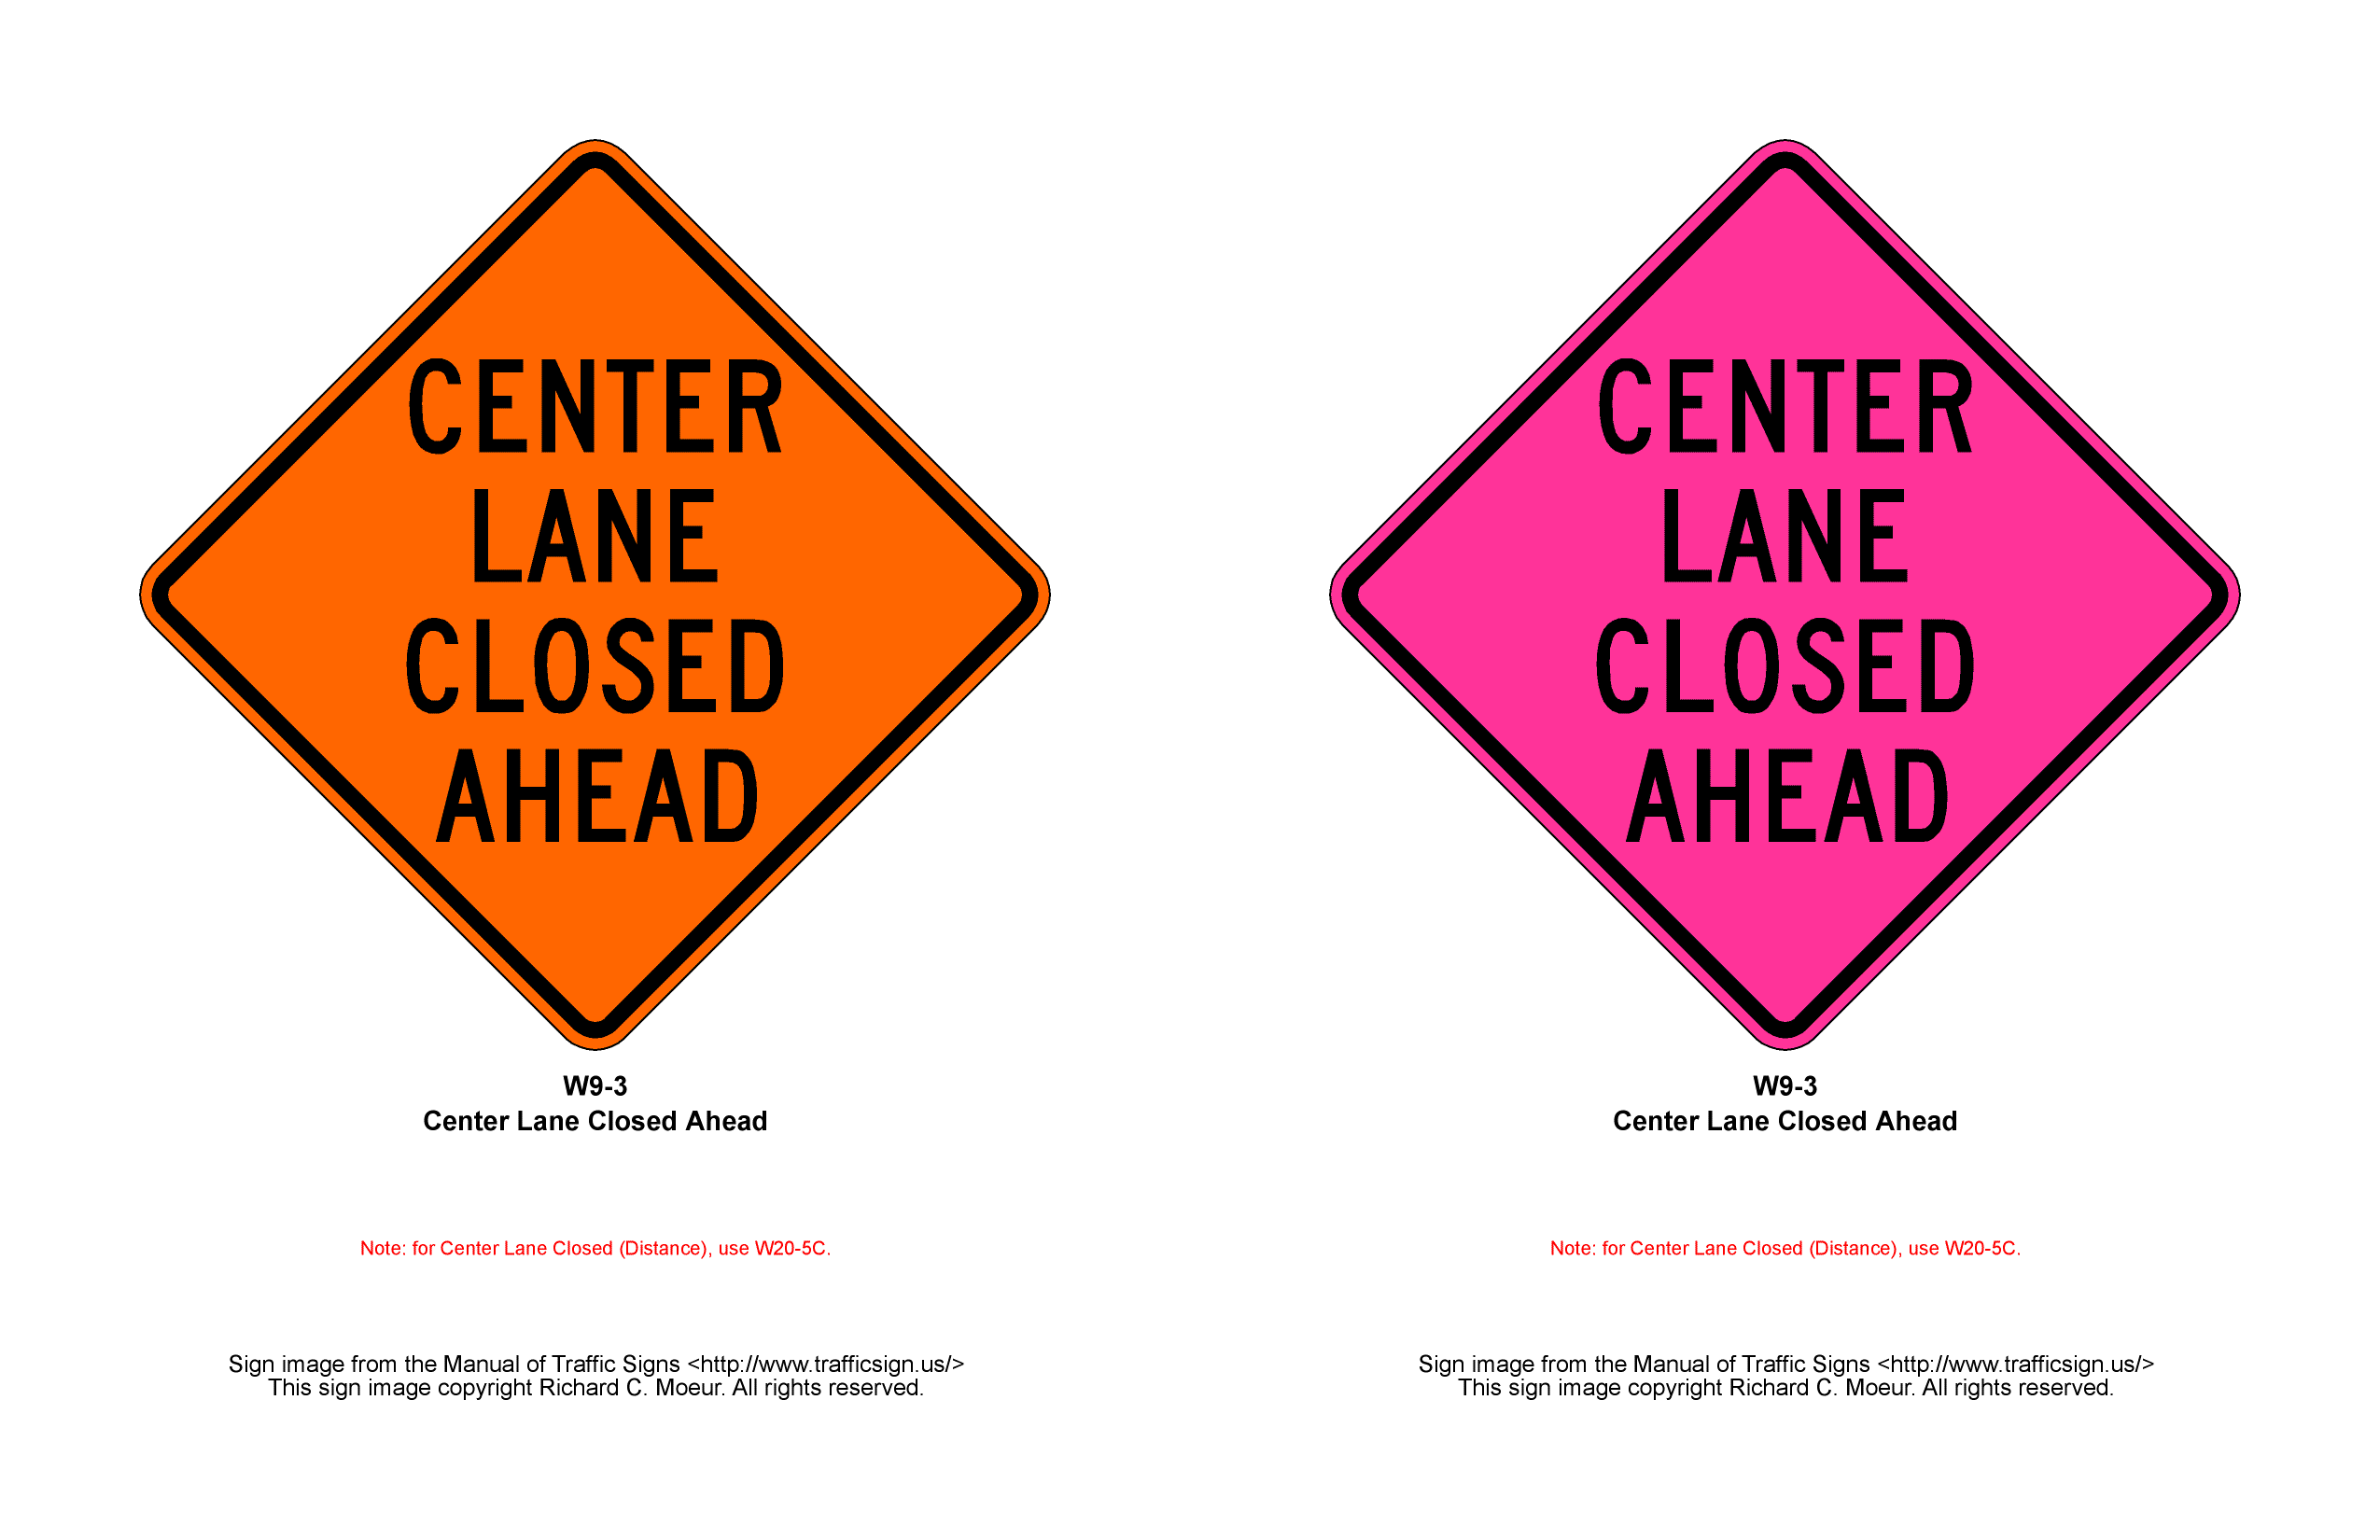 CENTER
LANE
CLOSED
AHEAD
W9-3
Center Lane Closed Ahead
Note: for Center Lane Closed (Distance), use W20-5C.
Sign image from the Manual of Traffic Signs <http://www.trafficsign.us/>
This sign image copyright Richard C. Moeur. All rights reserved.
CENTER
LANE
CLOSED
AHEAD
W9-3
Center Lane Closed Ahead
Note: for Center Lane Closed (Distance), use W20-5C.
Sign image from the Manual of Traffic Signs <http://www.trafficsign.us/>
This sign image copyright Richard C. Moeur. All rights reserved.